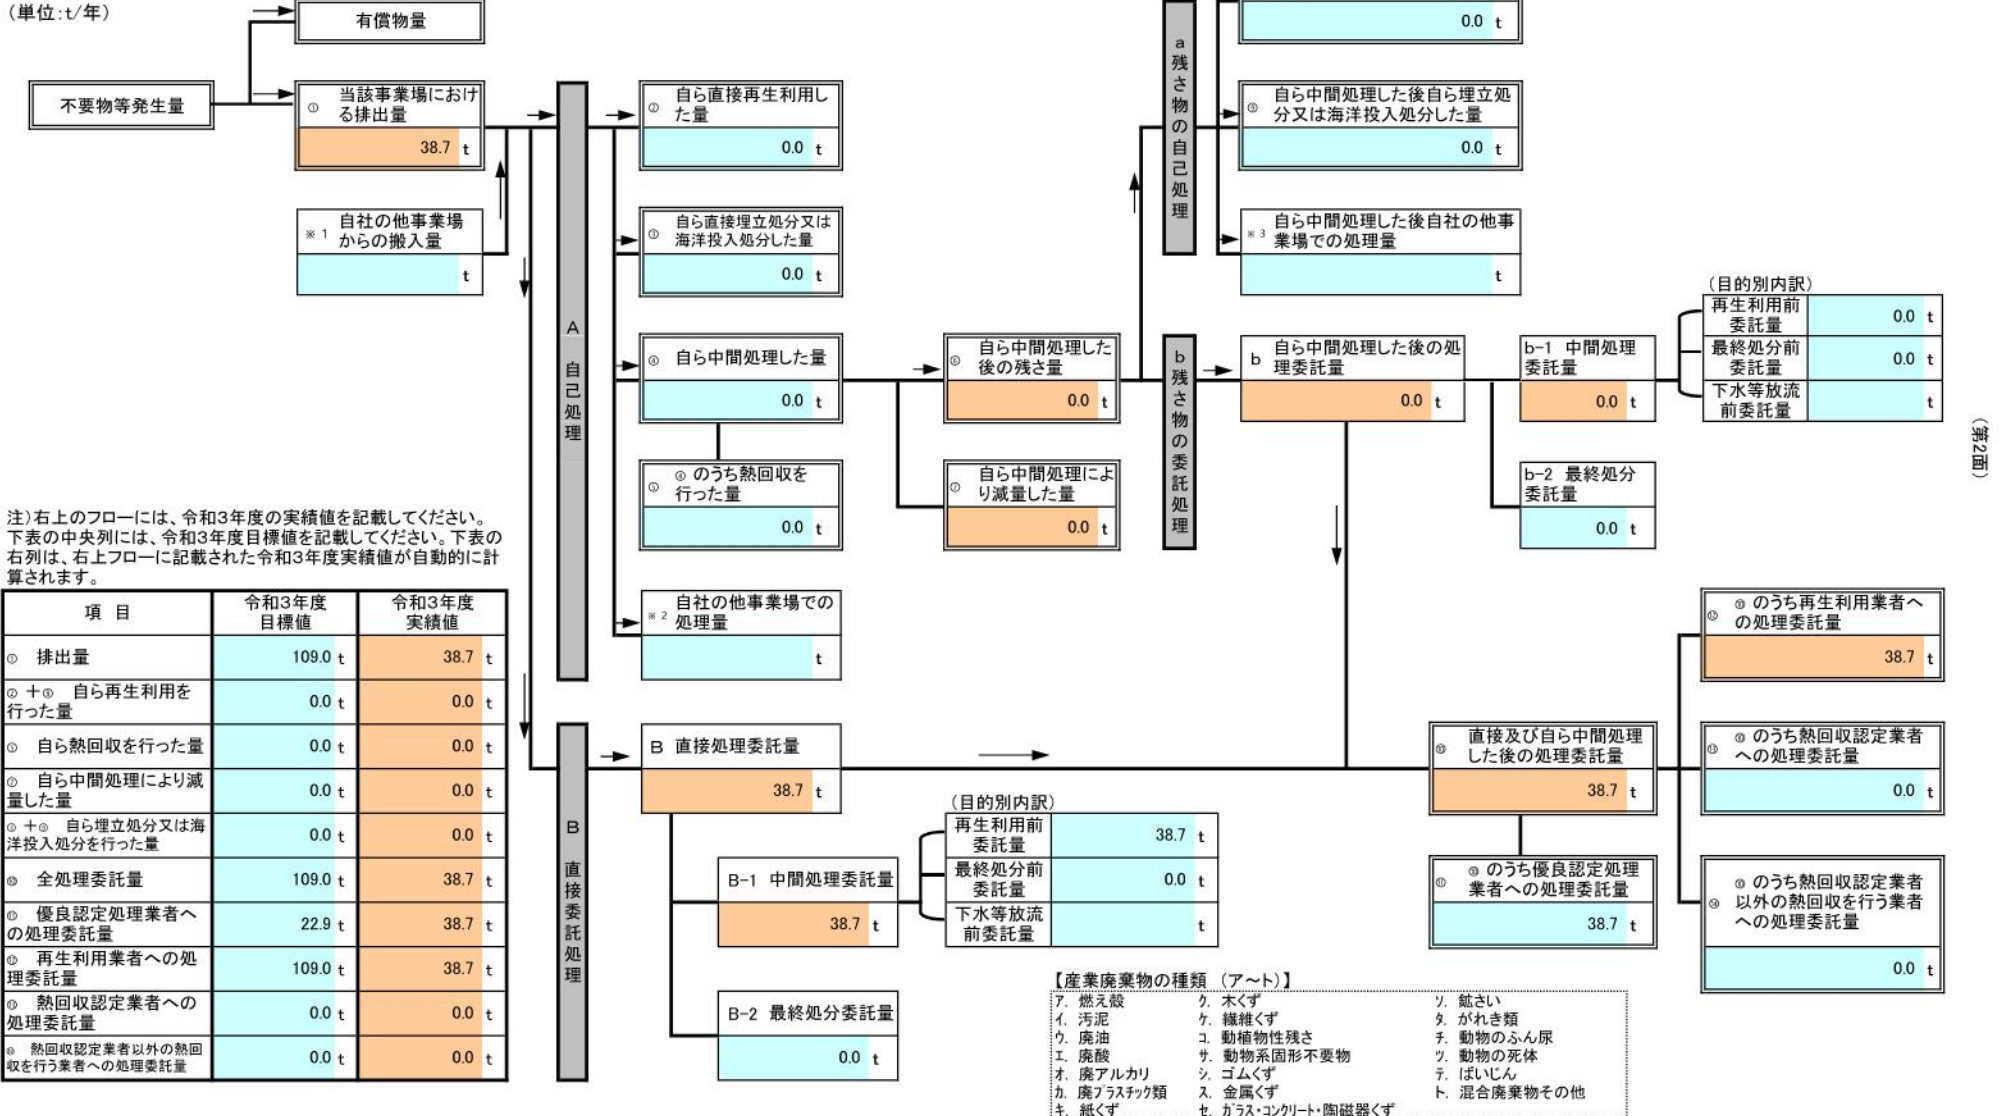 (単位:t/年)
有償物量
不要物等発生量
① 当該事業場におけ
る排出量
38.7 t
※1 自社の他事業場
からの搬入量
t
A 自己処理
② 自ら直接再生利用し
た量
0.0 t
③ 自ら直接埋立処分又は
海洋投入処分した量
0.0 t
④ 自ら中間処理した量
0.0 t
⑤ ④のうち熱回収を
行った量
0.0 t
※2 自社の他事業場での
処理量
t
⑥ 自ら中間処理した
後の残さ量
0.0 t
⑦ 自ら中間処理によ
り減量した量
0.0 t
a 残さ物の自己処理
0.0 t
⑨ 自ら中間処理した後自ら埋立処
分又は海洋投入処分した量
0.0 t
※3 自ら中間処理した後自社の他事
業場での処理量
t
b 残さ物の委託処理
b 自ら中間処理した後の処
理委託量
0.0 t
b-1 中間処理
委託量
0.0 t
b-2 最終処分
委託量
0.0 t
(目的別内訳)
再生利用前
委託量
0.0 t
最終処分前
委託量
0.0 t
下水等放流
前委託量
t
(第2面)
注)右上のフローには、令和3年度の実績値を記載してください。
下表の中央列には、令和3年度目標値を記載してください。下表の
右列は、右上フローに記載された令和3年度実績値が自動的に計
算されます。
項 目 令和3年度 令和3年度
目標値 実績値
① 排出量 109.0 t 38.7 t
②+⑧ 自ら再生利用を
行った量 0.0 t 0.0 t
⑤ 自ら熱回収を行った量 0.0 t 0.0 t
⑦ 自ら中間処理により減
量した量 0.0 t 0.0 t
③+⑨ 自ら埋立処分又は海
洋投入処分を行った量 0.0 t 0.0 t
⑩ 全処理委託量 109.0 t 38.7 t
⑪ 優良認定処理業者へ
の処理委託量 22.9 t 38.7 t
⑫ 再生利用業者への処
理委託量 109.0 t 38.7 t
⑬ 熱回収認定業者への
処理委託量 0.0 t 0.0 t
⑭ 熱回収認定業者以外の熱回
収を行う業者への処理委託量 0.0 t 0.0 t
B 直接委託処理
B 直接処理委託量
38.7 t
B-1 中間処理委託量
38.7 t
B-2 最終処分委託量
0.0 t
(目的別内訳)
再生利用前
委託量
38.7 t
最終処分前
委託量
0.0 t
下水等放流
前委託量
t
⑩ 直接及び自ら中間処理
した後の処理委託量
38.7 t
⑪ ⑩のうち優良認定処理
業者への処理委託量
38.7 t
⑫ ⑩のうち再生利用業者へ
の処理委託量
38.7 t
⑬ ⑩のうち熱回収認定業者
への処理委託量
0.0 t
⑭ ⑩のうち熱回収認定業者
以外の熱回収を行う業者
への処理委託量
0.0 t
【産業廃棄物の種類 (ア~ト)】
ア. 燃え殻 ク. 木くず ソ. 鉱さい
イ. 汚泥 ケ. 繊維くず タ. がれき類
ウ. 廃油 コ. 動植物性残さ チ. 動物のふん尿
エ. 廃酸 サ. 動物系固形不要物 ツ. 動物の死体
オ. 廃アルカリ シ. ゴムくず テ. ばいじん
カ. 廃プラスチック類 ス. 金属くず ト. 混合廃棄物その他
キ. 紙くず セ. ガラス・コンクリート・陶磁器くず